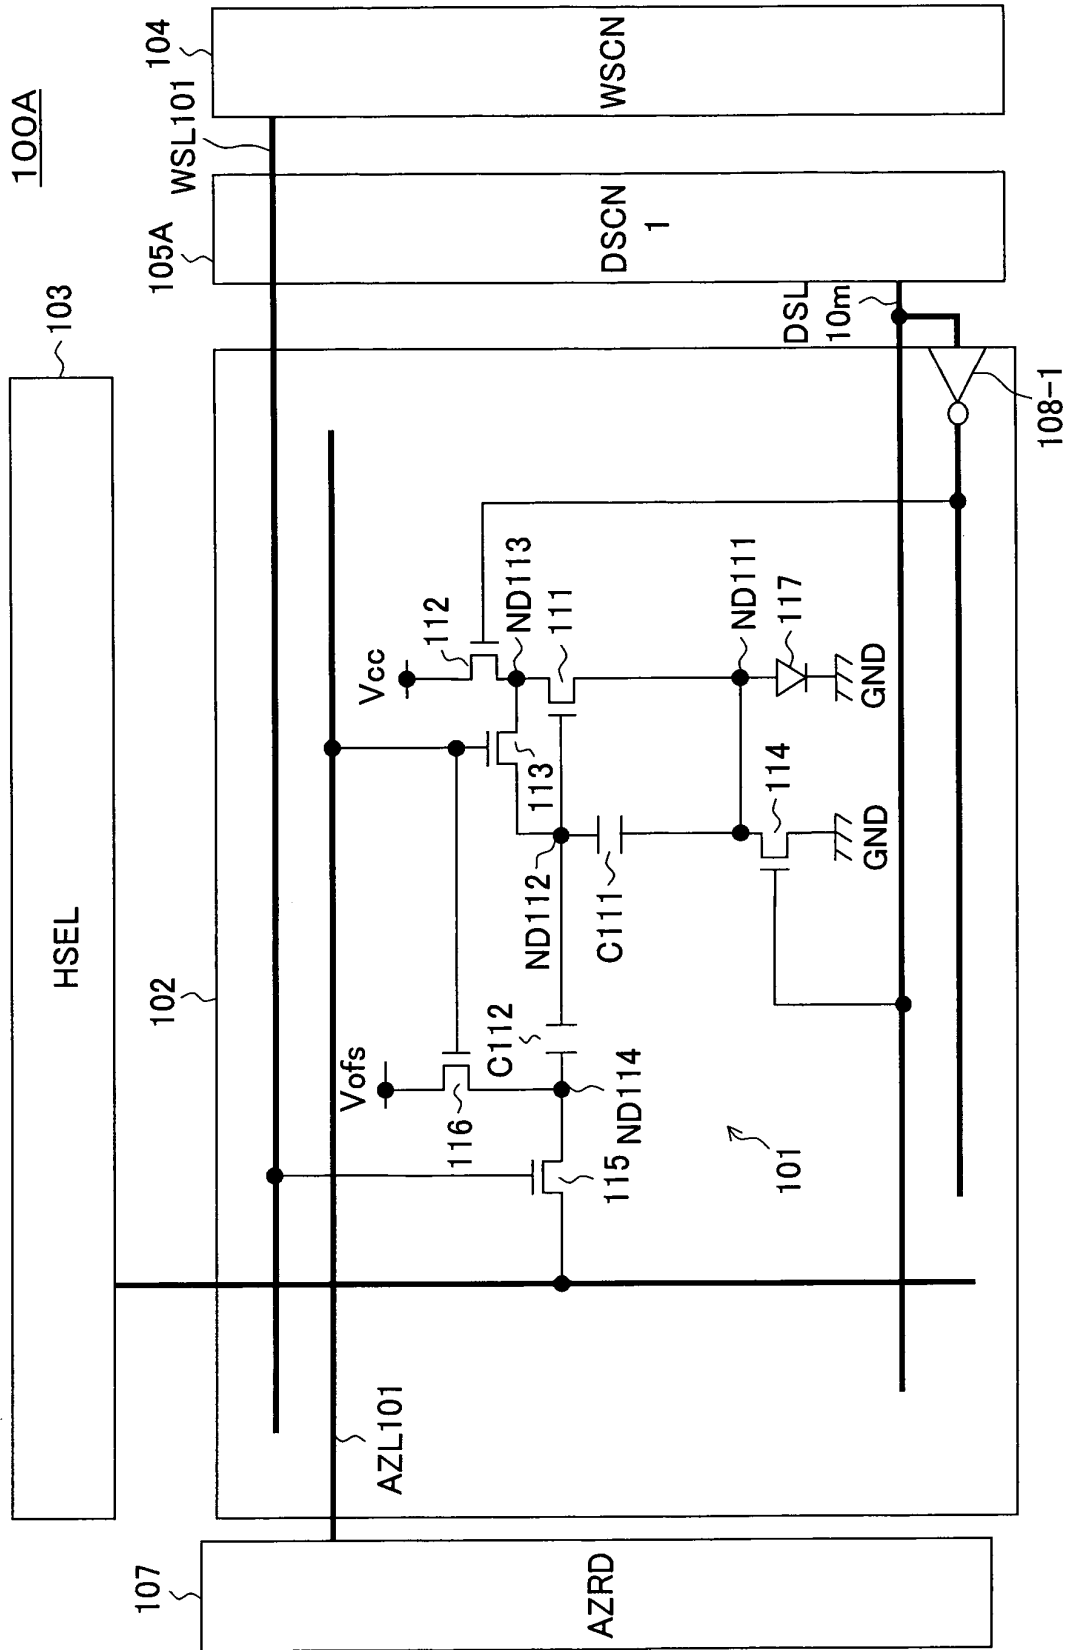 100A
103
HSEL
104
WSCN
WSL101
105A
DSCN
1
DSL
10m
102
107
AZRD
AZL101
Vcc
112
ND113
111
113
Vofs
116
C112
ND112
ND114
115
C111
ND111
117
114
GND
GND
101
108-1